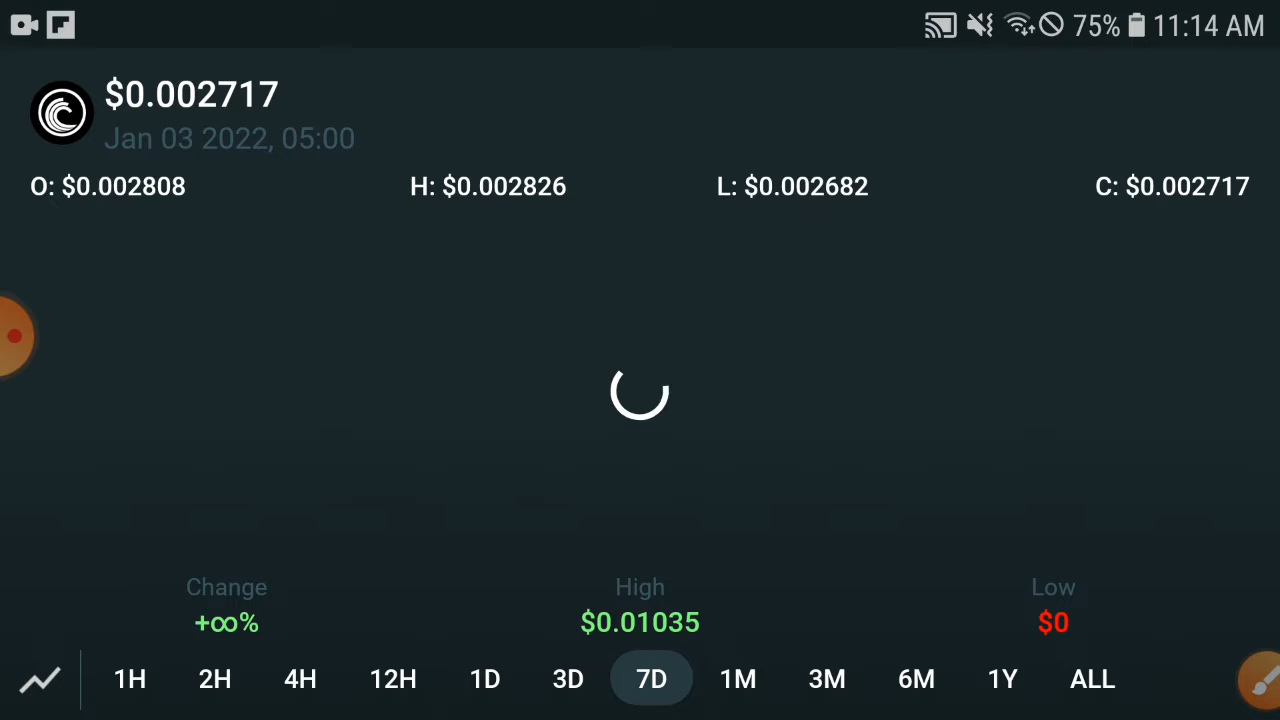 75% 11:14 AM
$0.002717
Jan 03 2022, 05:00
O: $0.002808 H: $0.002826 L: $0.002682 C: $0.002717
Change High Low
+∞% $0.01035 $0
1H 2H 4H 12H 1D 3D 7D 1M 3M 6M 1Y ALL